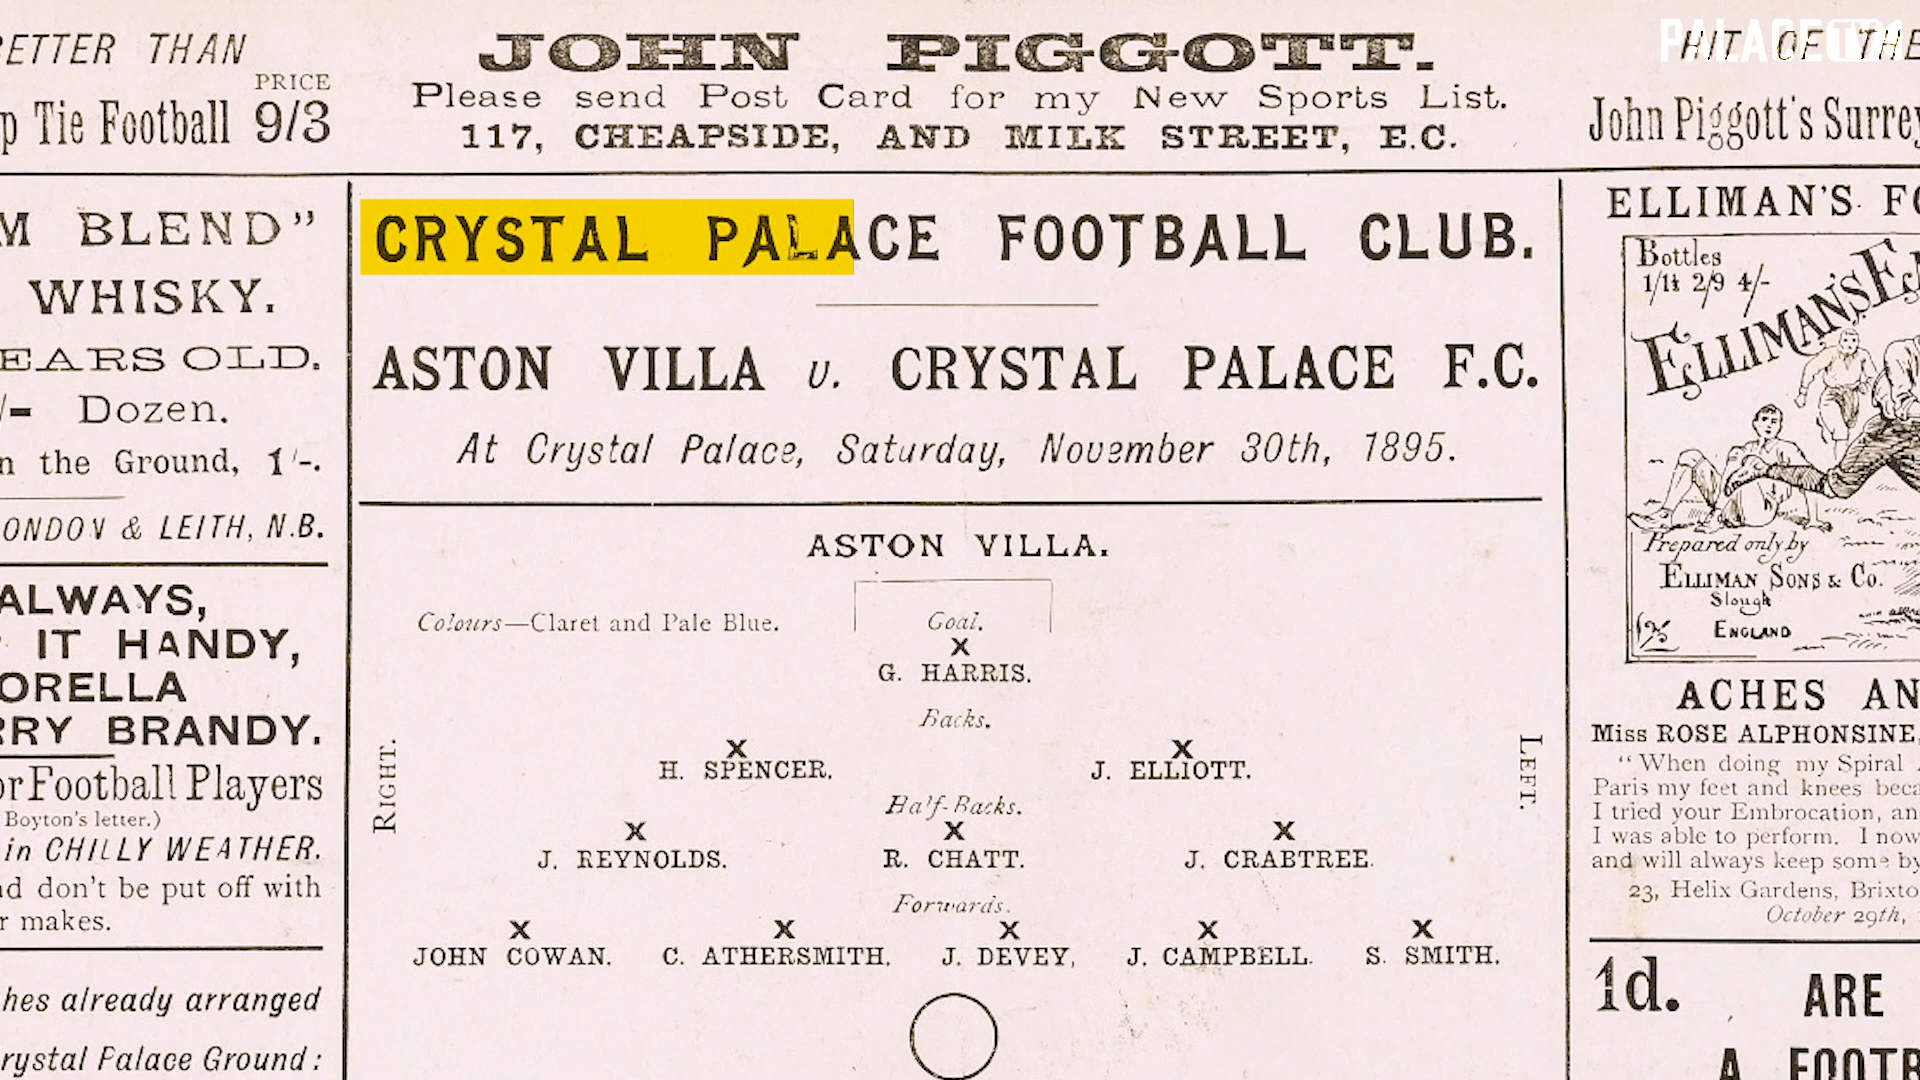 ETTER THAN
PRICE
p Tie Football 9/3
JOHN PIGGOTT.
Please send Post Card for my New Sports List.
117, CHEAPSIDE, AND MILK STREET, E.C.
PALACE TV
HIT OF THE
John Piggott's Surrey
M BLEND"
WHISKY.
EARS OLD.
/- Dozen.
n the Ground, 1/-.
ONDON & LEITH, N.B.
ALWAYS,
IT HANDY,
ORELLA
RRY BRANDY.
or Football Players
Boyton's letter.)
in CHILLY WEATHER.
nd don't be put off with
r makes.
hes already arranged
rystal Palace Ground:
CRYSTAL PALACE FOOTBALL CLUB.
ASTON VILLA v. CRYSTAL PALACE F.C.
At Crystal Palace, Saturday, November 30th, 1895.
ASTON VILLA.
Colours—Claret and Pale Blue.
Goal.
X
G. HARRIS.
Backs.
X X
H. SPENCER. J. ELLIOTT.
RIGHT.
LEFT.
Half-Backs.
X X X
J. REYNOLDS. R. CHATT. J. CRABTREE.
Forwards.
X X X X X
JOHN COWAN. C. ATHERSMITH, J. DEVEY, J. CAMPBELL. S. SMITH.
ELLIMAN'S FO
Bottles
1/1½ 2/9 4/-
ELLIMAN'S E
Prepared only by
ELLIMAN SONS & Co.
Slough
ENGLAND
ACHES AN
Miss ROSE ALPHONSINE,
"When doing my Spiral
Paris my feet and knees beca
I tried your Embrocation, an
I was able to perform. I now
and will always keep some by
23, Helix Gardens, Brixto
October 29th,
1d. ARE
A FOOTB